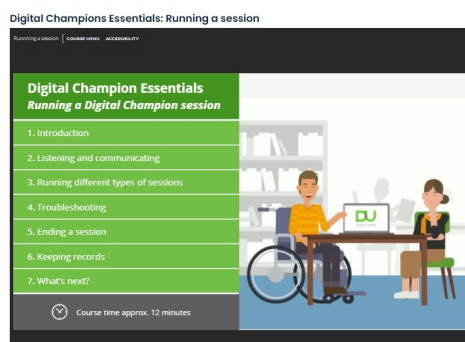 Digital Champions Essentials: Running a session
Runnning a session | COURSE MENU ACCESSIBILITY
Digital Champion Essentials
Running a Digital Champion session
1. Introduction
2. Listening and communicating
3. Running different types of sessions
4. Troubleshooting
5. Ending a session
6. Keeping records
7. What's next?
Course time approx. 12 minutes
DU